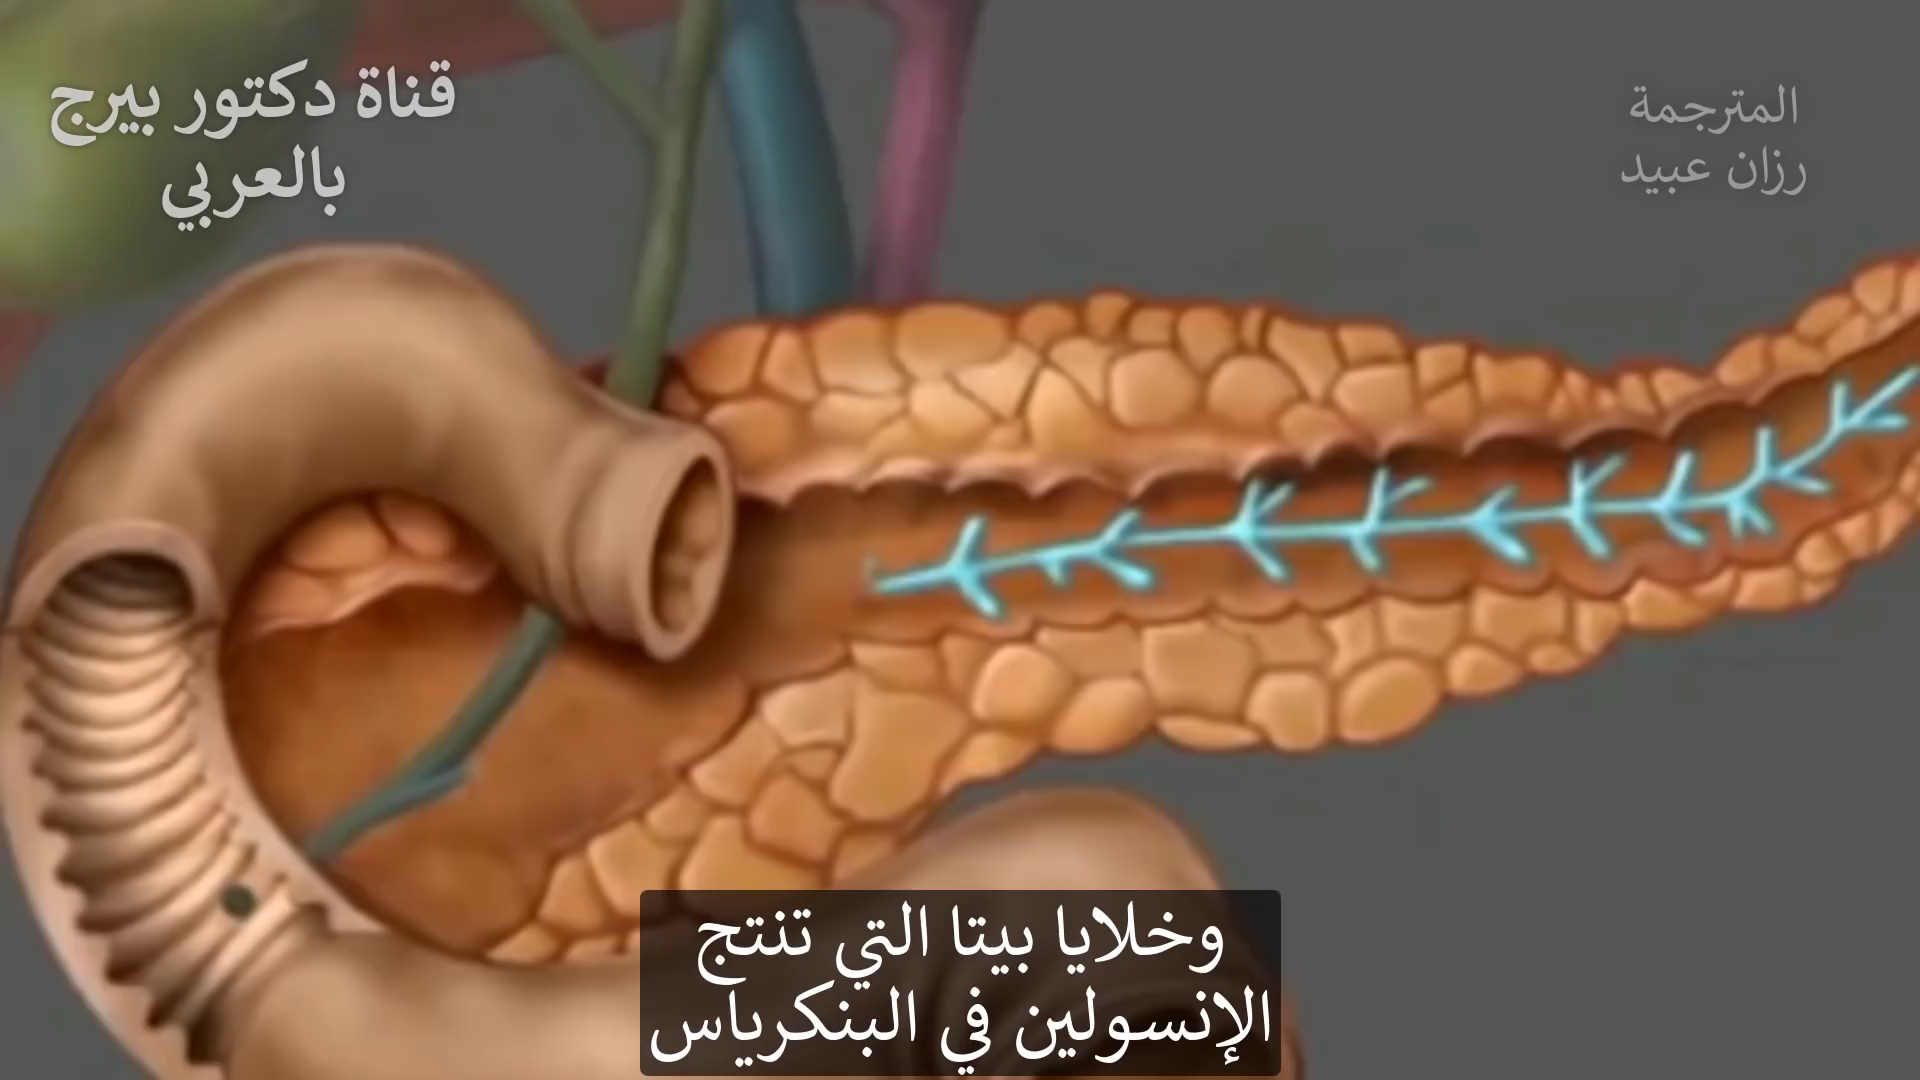 قناة دكتور بيرج
بالعربي
المترجمة
رزان عبيد
وخلايا بيتا التي تنتج
الإنسولين في البنكرياس